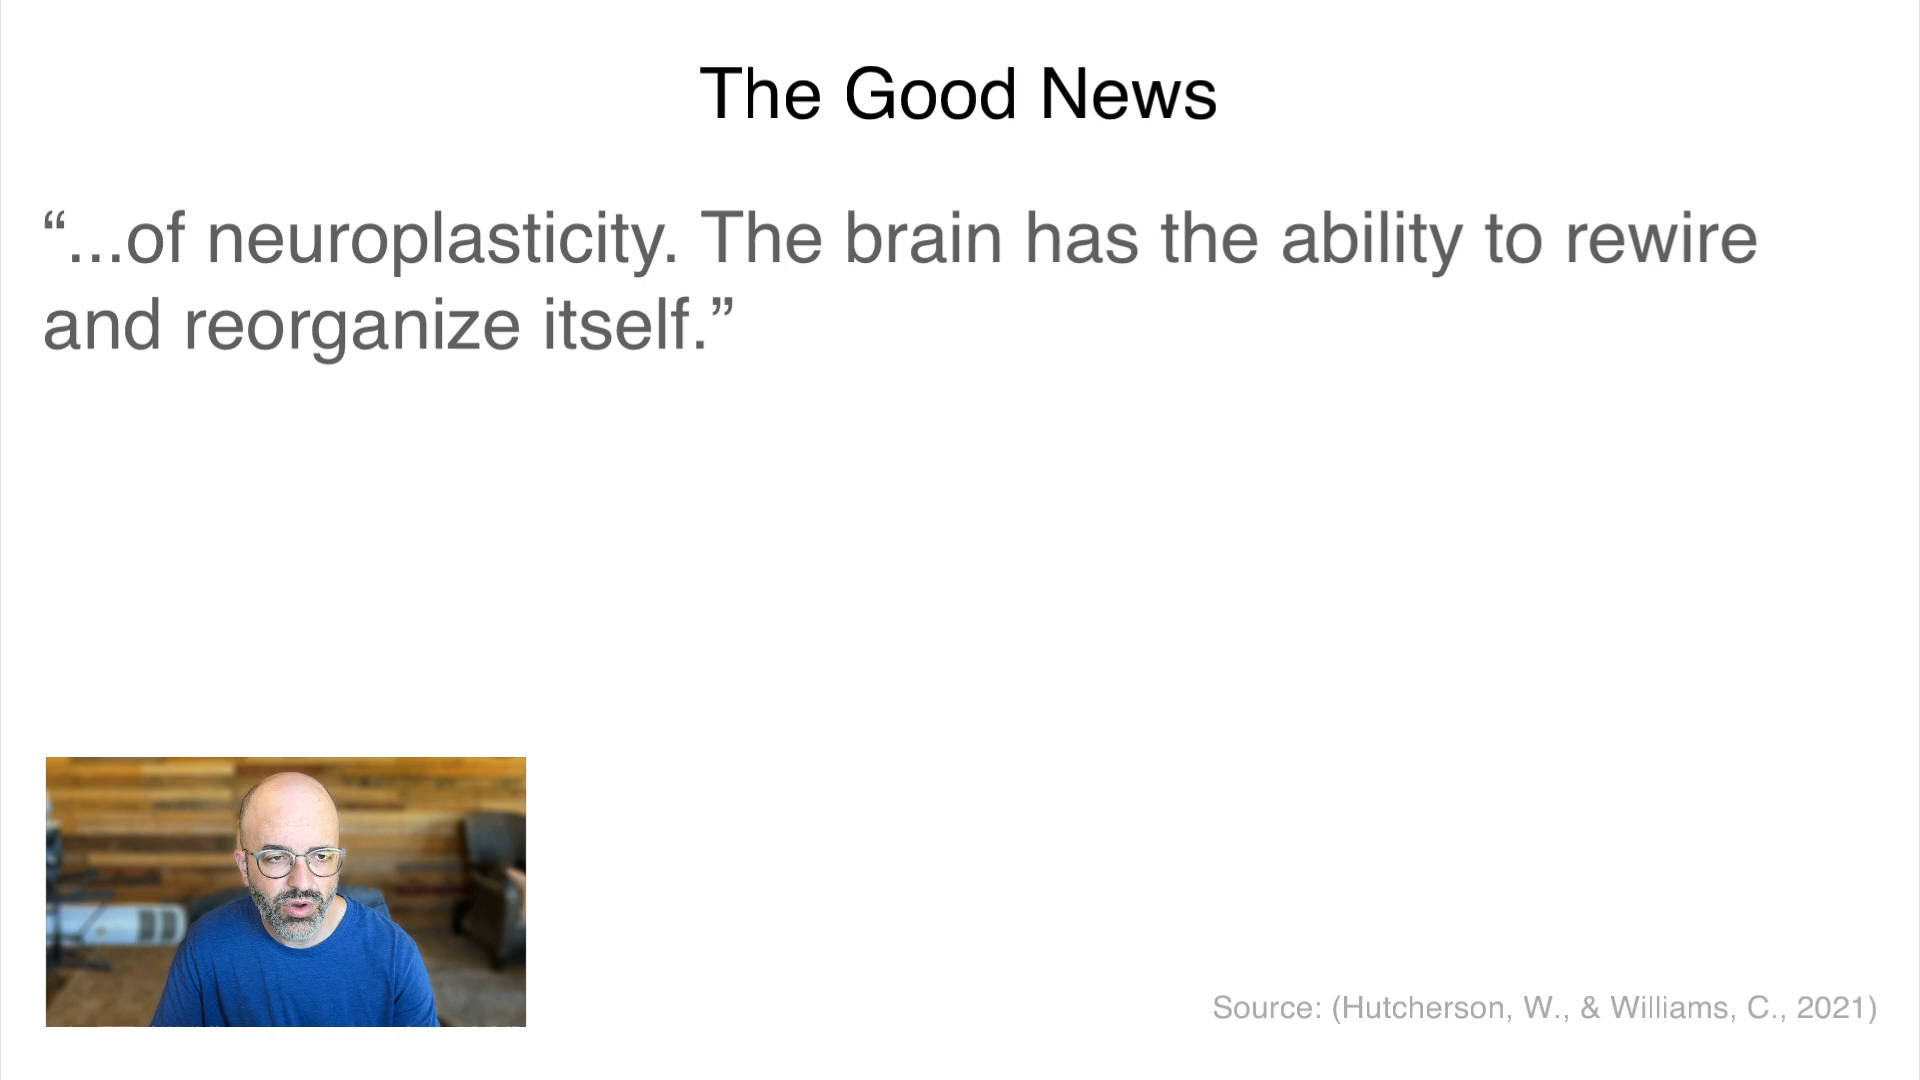 The Good News
“...of neuroplasticity. The brain has the ability to rewire
and reorganize itself.”
Source: (Hutcherson, W., & Williams, C., 2021)